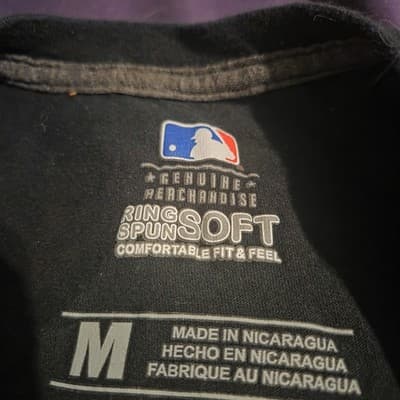 GENUINE
MERCHANDISE
RING SOFT
SPUN
COMFORTABLE FIT & FEEL
M
MADE IN NICARAGUA
HECHO EN NICARAGUA
FABRIQUE AU NICARAGUA